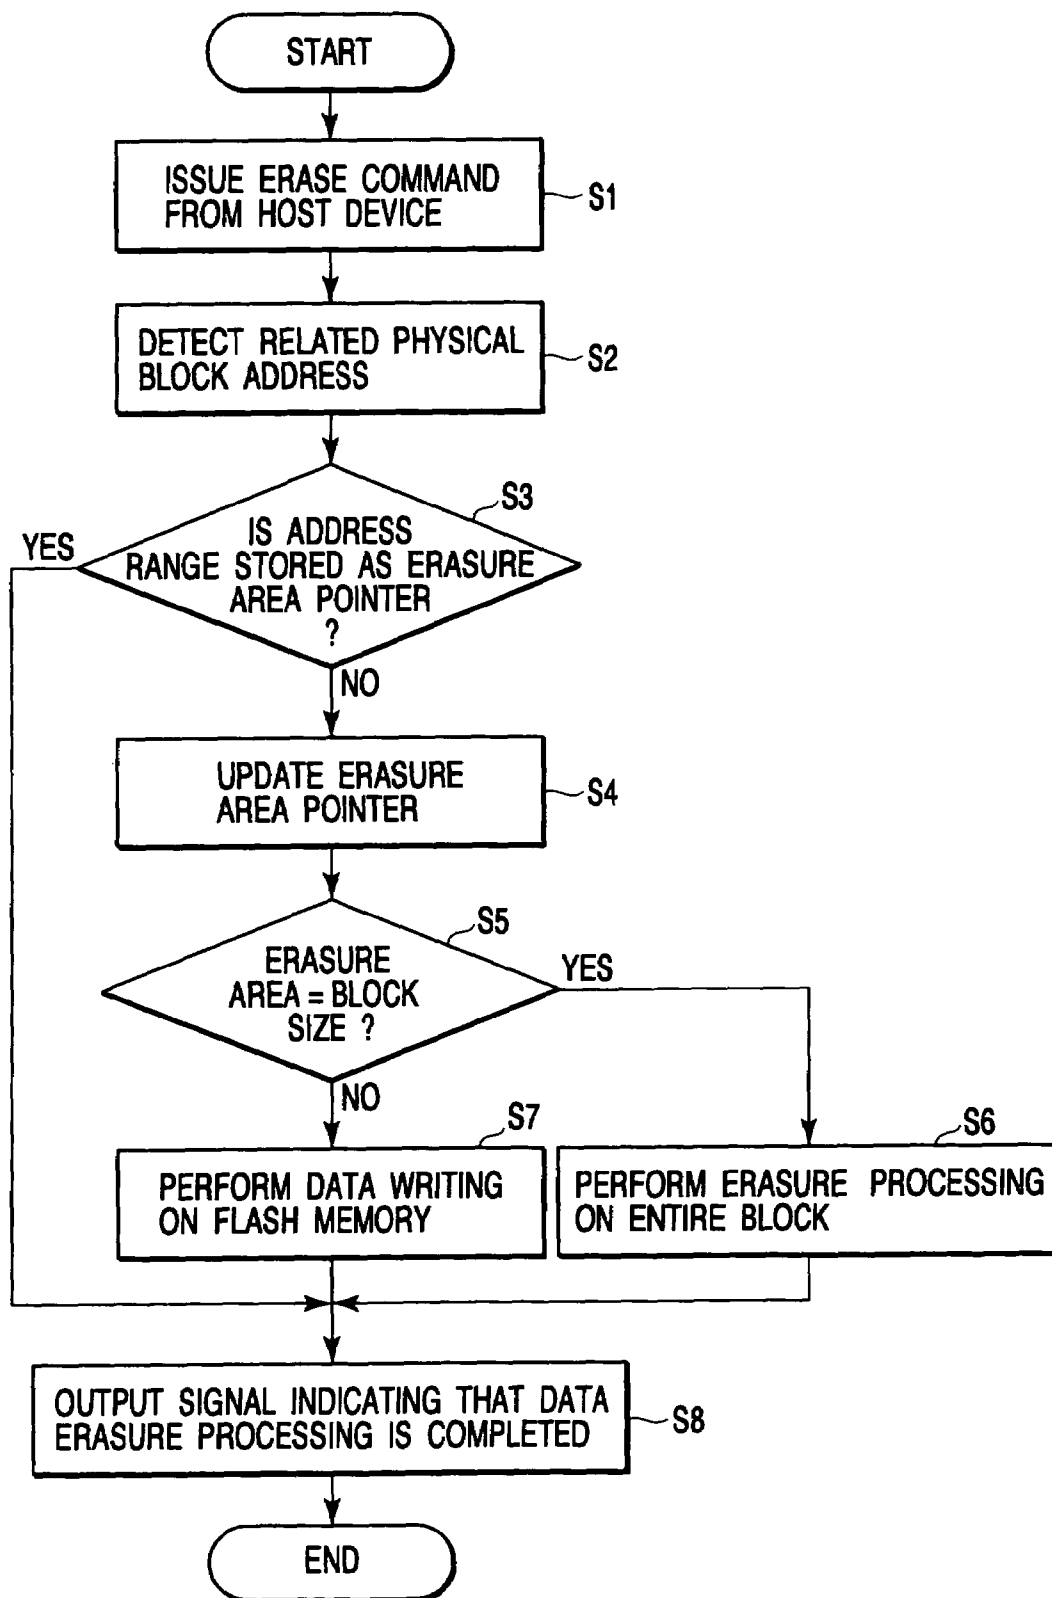 START
ISSUE ERASE COMMAND
FROM HOST DEVICE
S1
DETECT RELATED PHYSICAL
BLOCK ADDRESS
S2
S3
IS ADDRESS
RANGE STORED AS ERASURE
AREA POINTER
?
YES
NO
UPDATE ERASURE
AREA POINTER
S4
S5
ERASURE
AREA = BLOCK
SIZE ?
YES
NO
S7
PERFORM DATA WRITING
ON FLASH MEMORY
S6
PERFORM ERASURE PROCESSING
ON ENTIRE BLOCK
OUTPUT SIGNAL INDICATING THAT DATA
ERASURE PROCESSING IS COMPLETED
S8
END